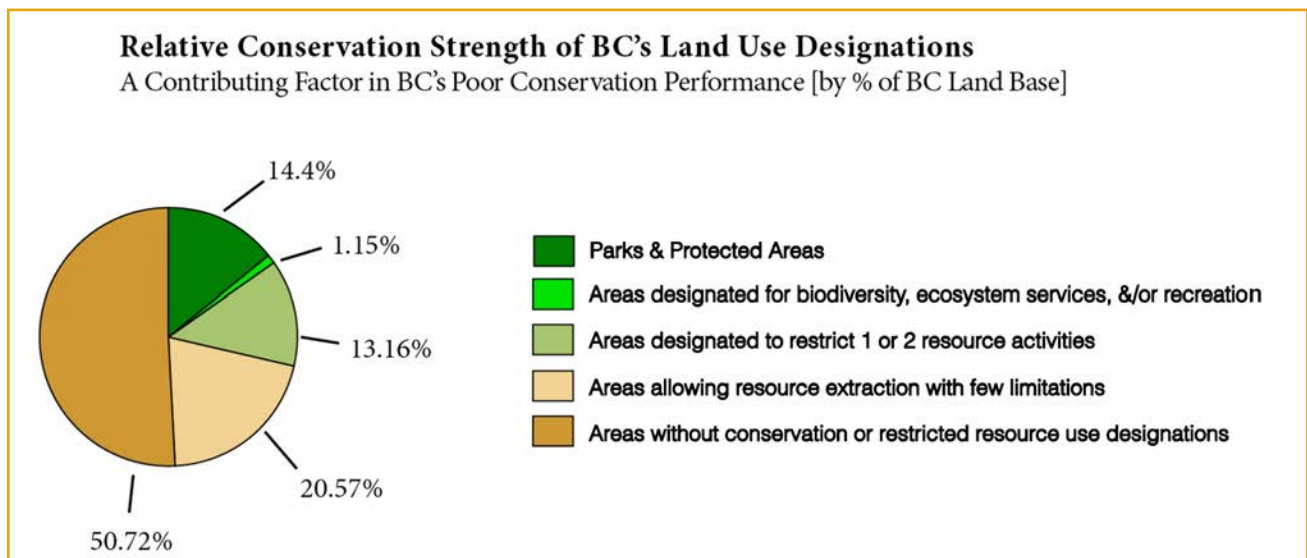 Relative Conservation Strength of BC’s Land Use Designations
A Contributing Factor in BC’s Poor Conservation Performance [by % of BC Land Base]
14.4%
1.15%
13.16%
20.57%
50.72%
Parks & Protected Areas
Areas designated for biodiversity, ecosystem services, &/or recreation
Areas designated to restrict 1 or 2 resource activities
Areas allowing resource extraction with few limitations
Areas without conservation or restricted resource use designations